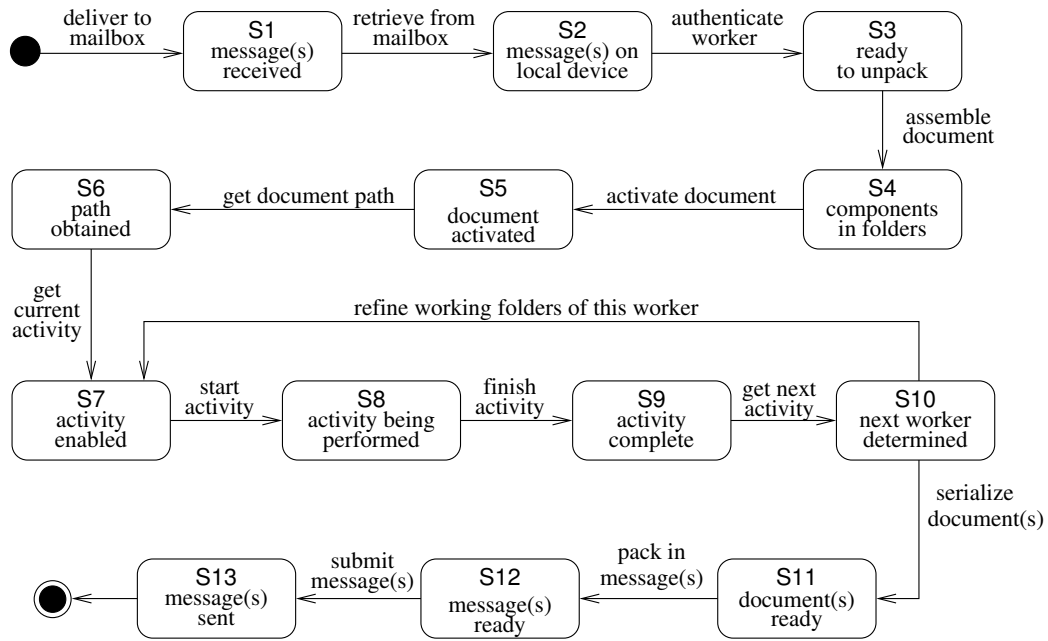 deliver to
mailbox
S1
message(s)
received
retrieve from
mailbox
S2
message(s) on
local device
authenticate
worker
S3
ready
to unpack
assemble
document
S4
components
in folders
activate document
S5
document
activated
get document path
S6
path
obtained
get
current
activity
refine working folders of this worker
S7
activity
enabled
start
activity
S8
activity being
performed
finish
activity
S9
activity
complete
get next
activity
S10
next worker
determined
serialize
document(s)
S11
document(s)
ready
pack in
message(s)
S12
message(s)
ready
submit
message(s)
S13
message(s)
sent